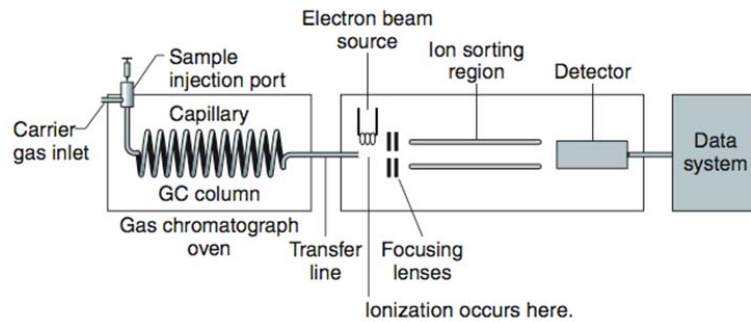 Electron beam
source
Sample
injection port
Ion sorting
region
Detector
Carrier
gas inlet
Capillary
GC column
Data
system
Gas chromatograph
oven
Transfer
line
Focusing
lenses
Ionization occurs here.